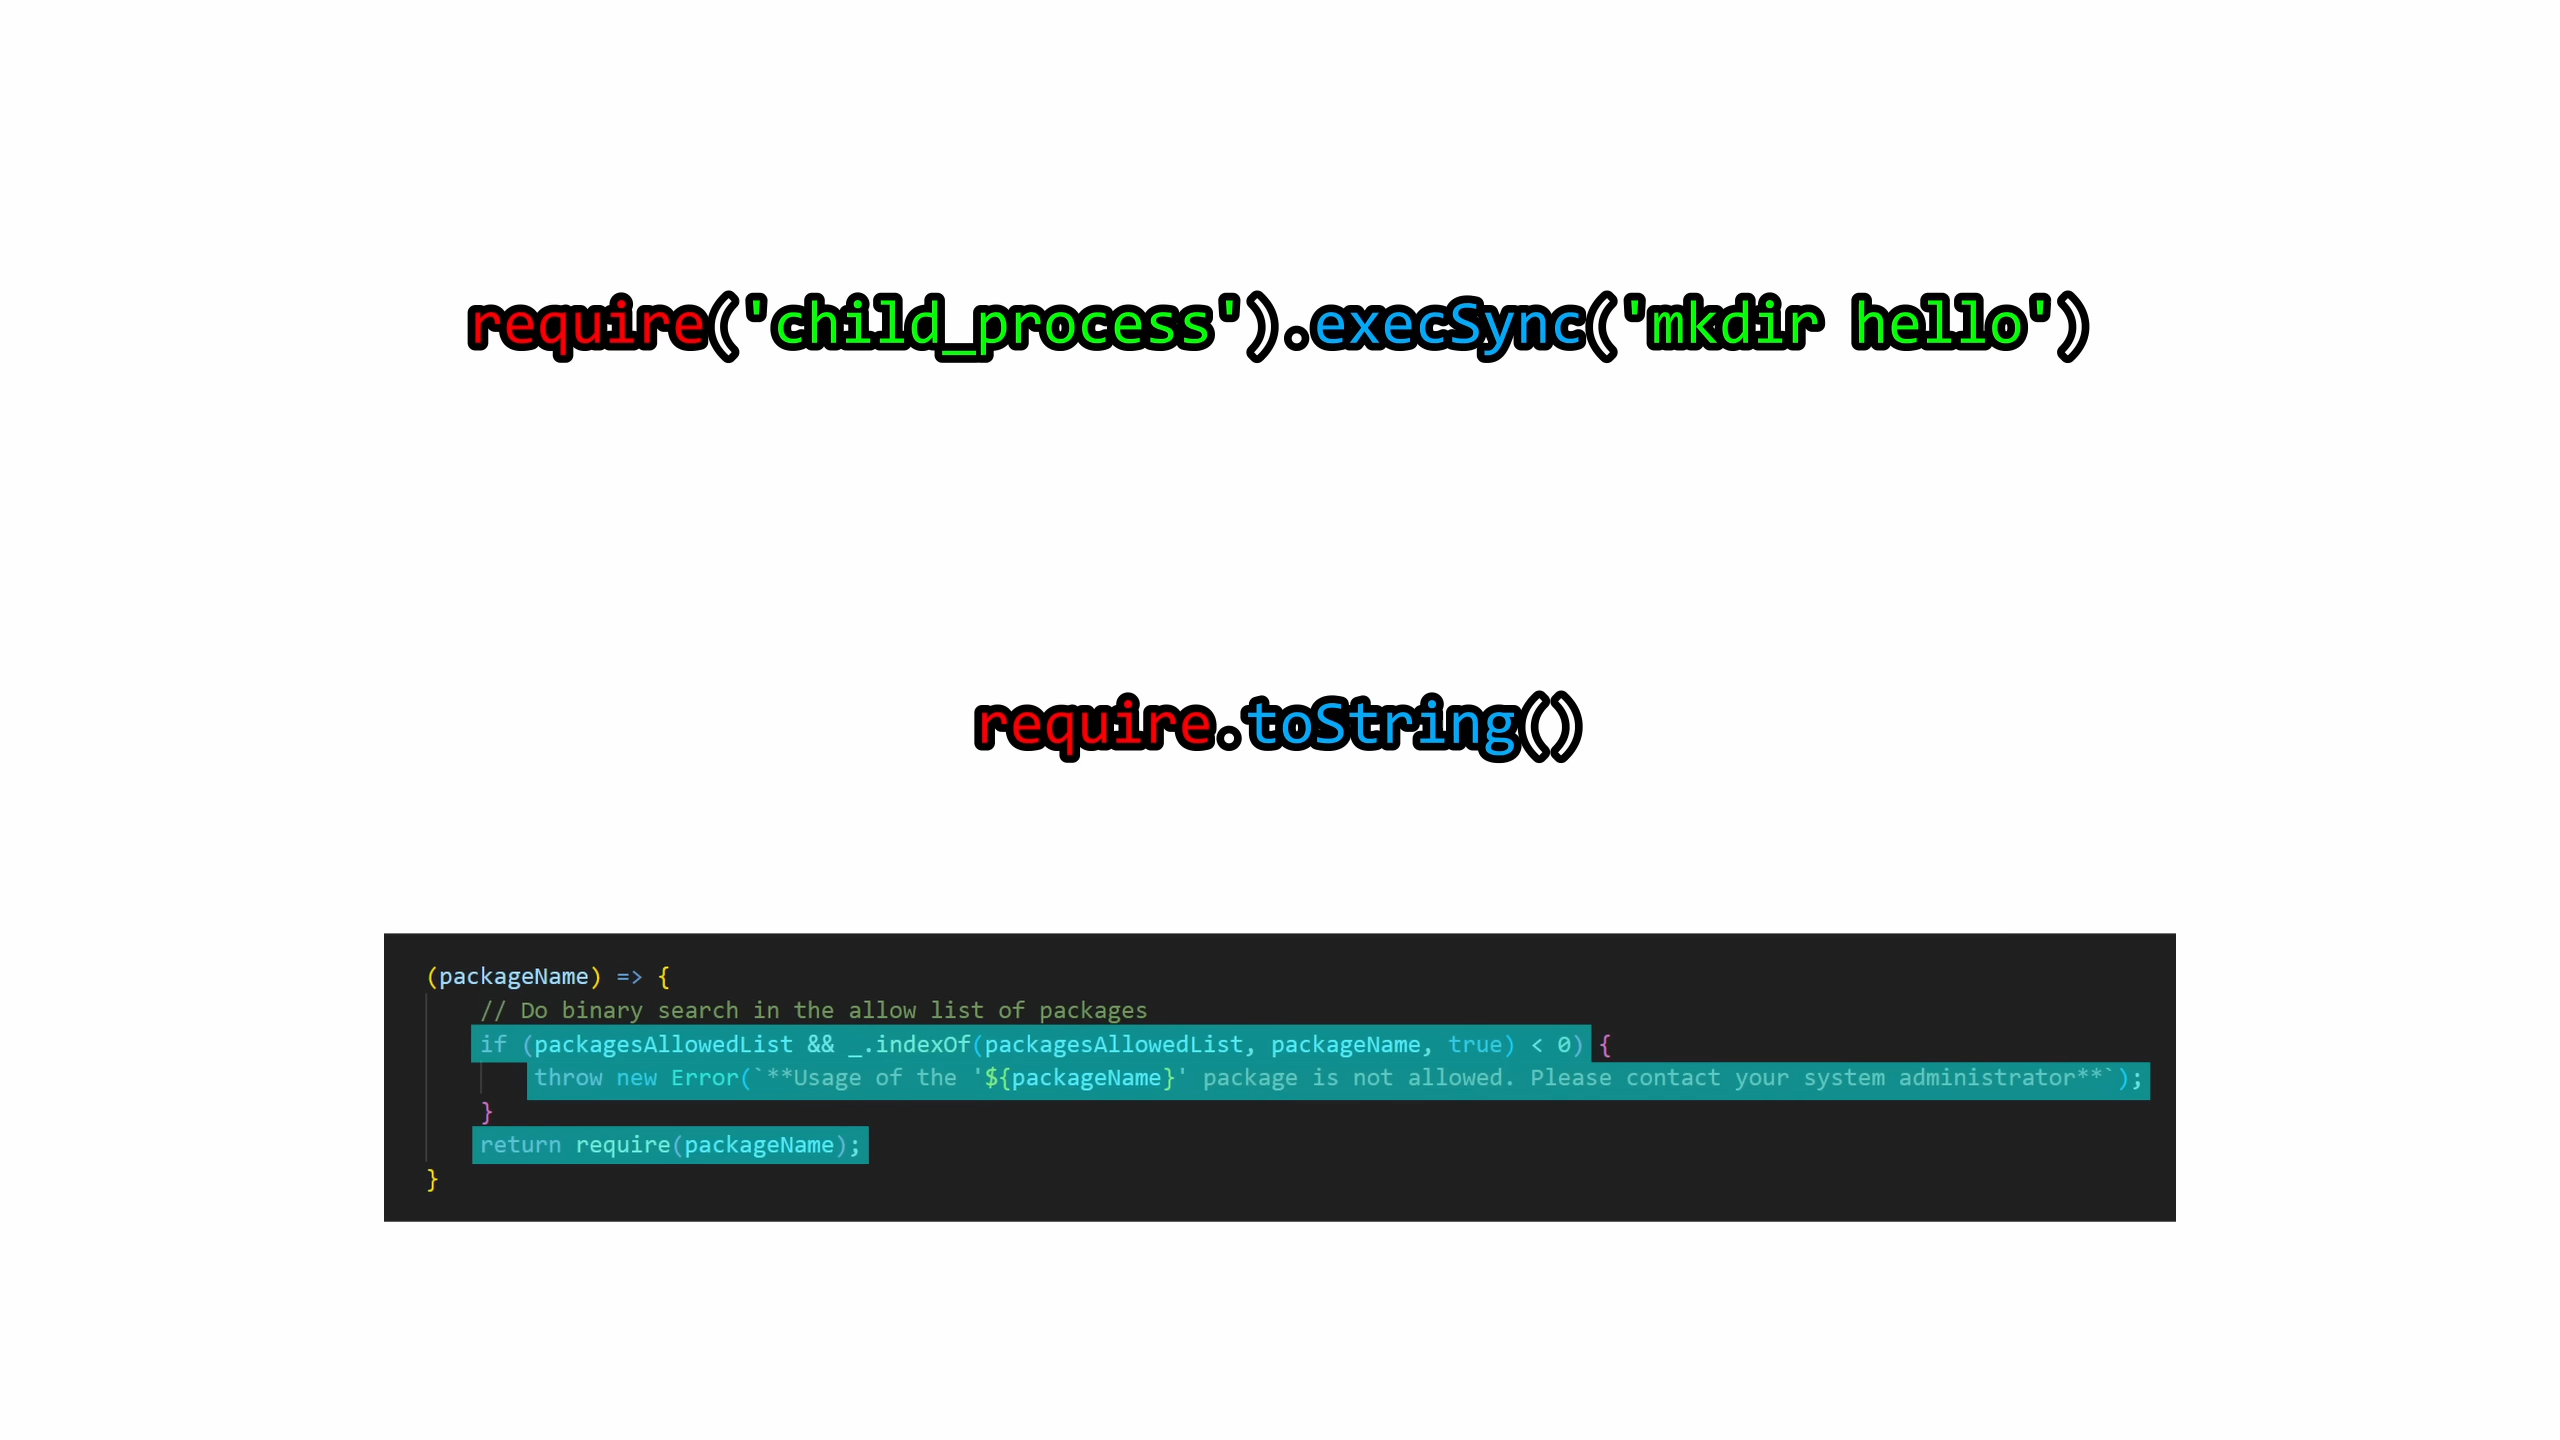 require('child_process').execSync('mkdir hello')
require.toString()
(packageName) => {
// Do binary search in the allow list of packages
if (packagesAllowedList && _.indexOf(packagesAllowedList, packageName, true) < 0) {
throw new Error(`**Usage of the '${packageName}' package is not allowed. Please contact your system administrator**`);
}
return require(packageName);
}